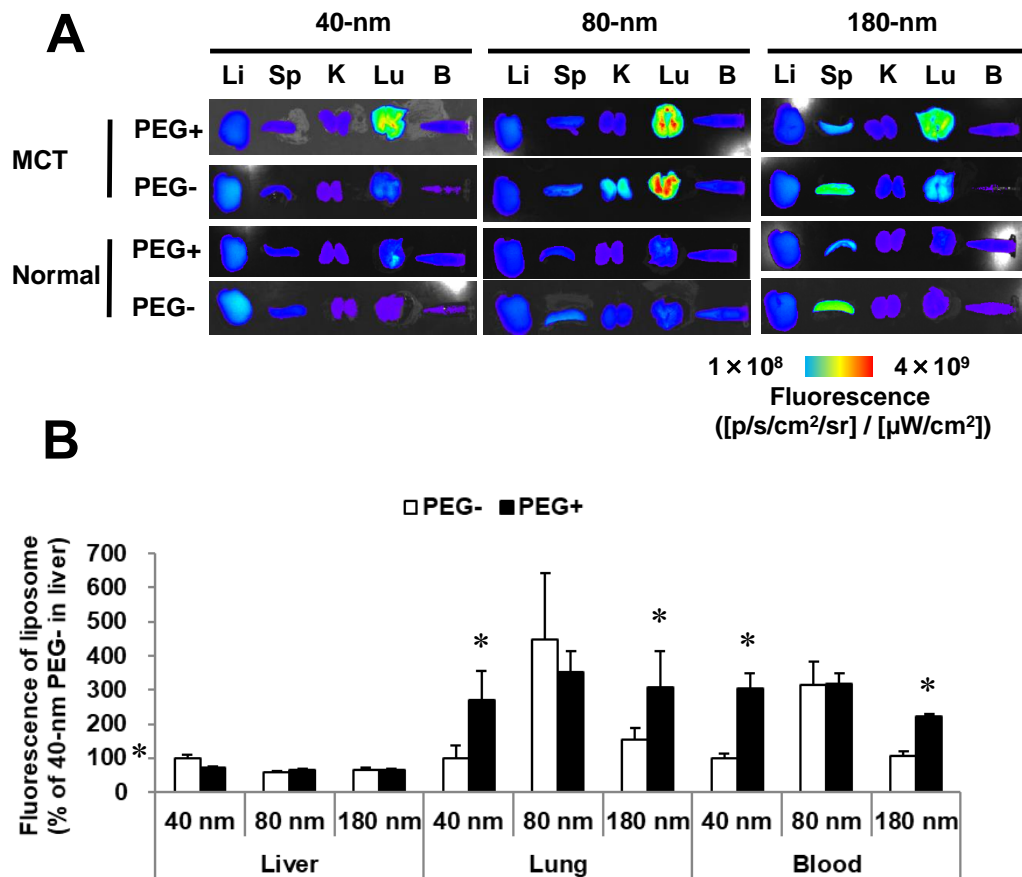 A
40-nm 80-nm 180-nm
Li Sp K Lu B Li Sp K Lu B Li Sp K Lu B
MCT
PEG+
PEG-
Normal
PEG+
PEG-
1×10⁸ 4×10⁹
Fluorescence
([p/s/cm²/sr] / [µW/cm²])
B
PEG- PEG+
Fluorescence of liposome
(% of 40-nm PEG- in liver)
700
600
500
400
300
200
100
0
*
* * * *
40 nm 80 nm 180 nm 40 nm 80 nm 180 nm 40 nm 80 nm 180 nm
Liver Lung Blood